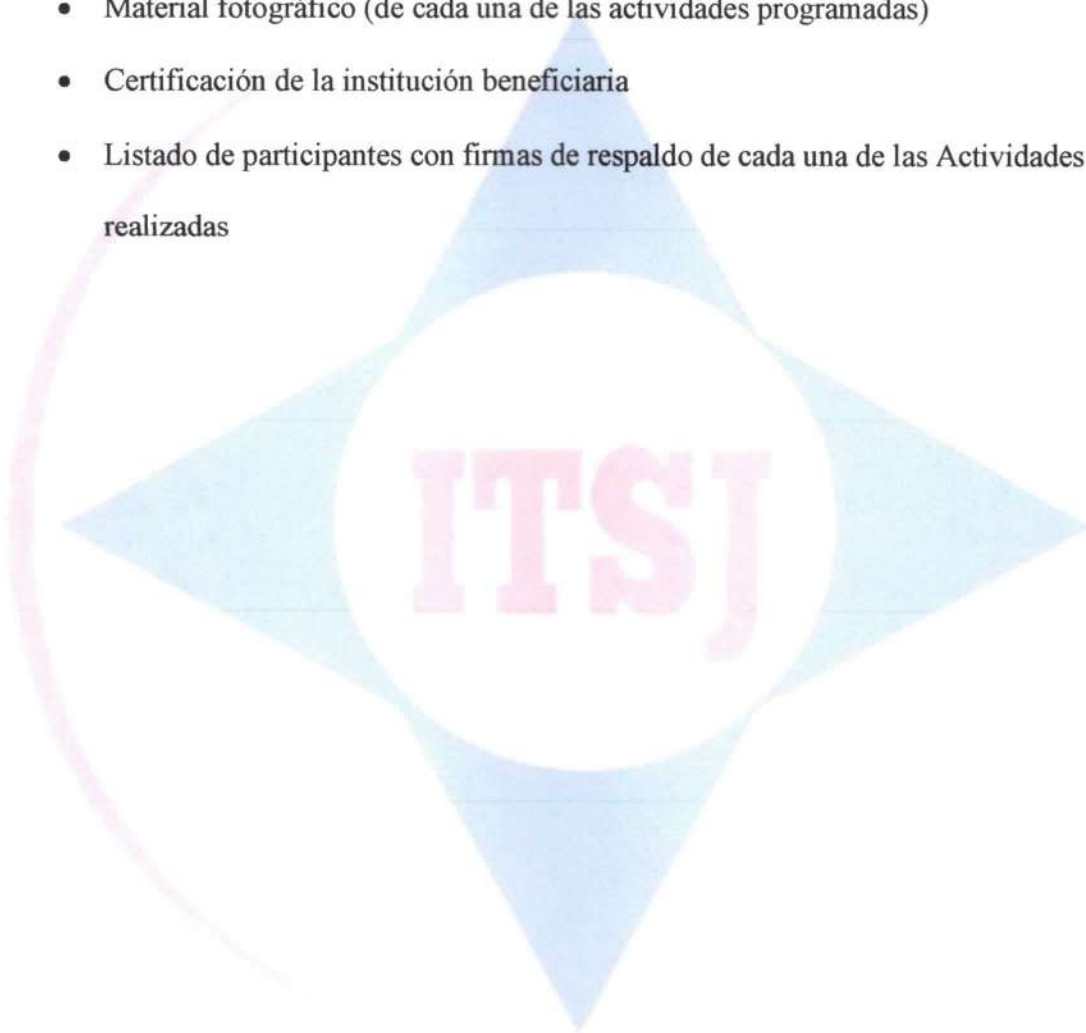 • Material fotográfico (de cada una de las actividades programadas)
• Certificación de la institución beneficiaria
• Listado de participantes con firmas de respaldo de cada una de las Actividades
realizadas
ITSJ